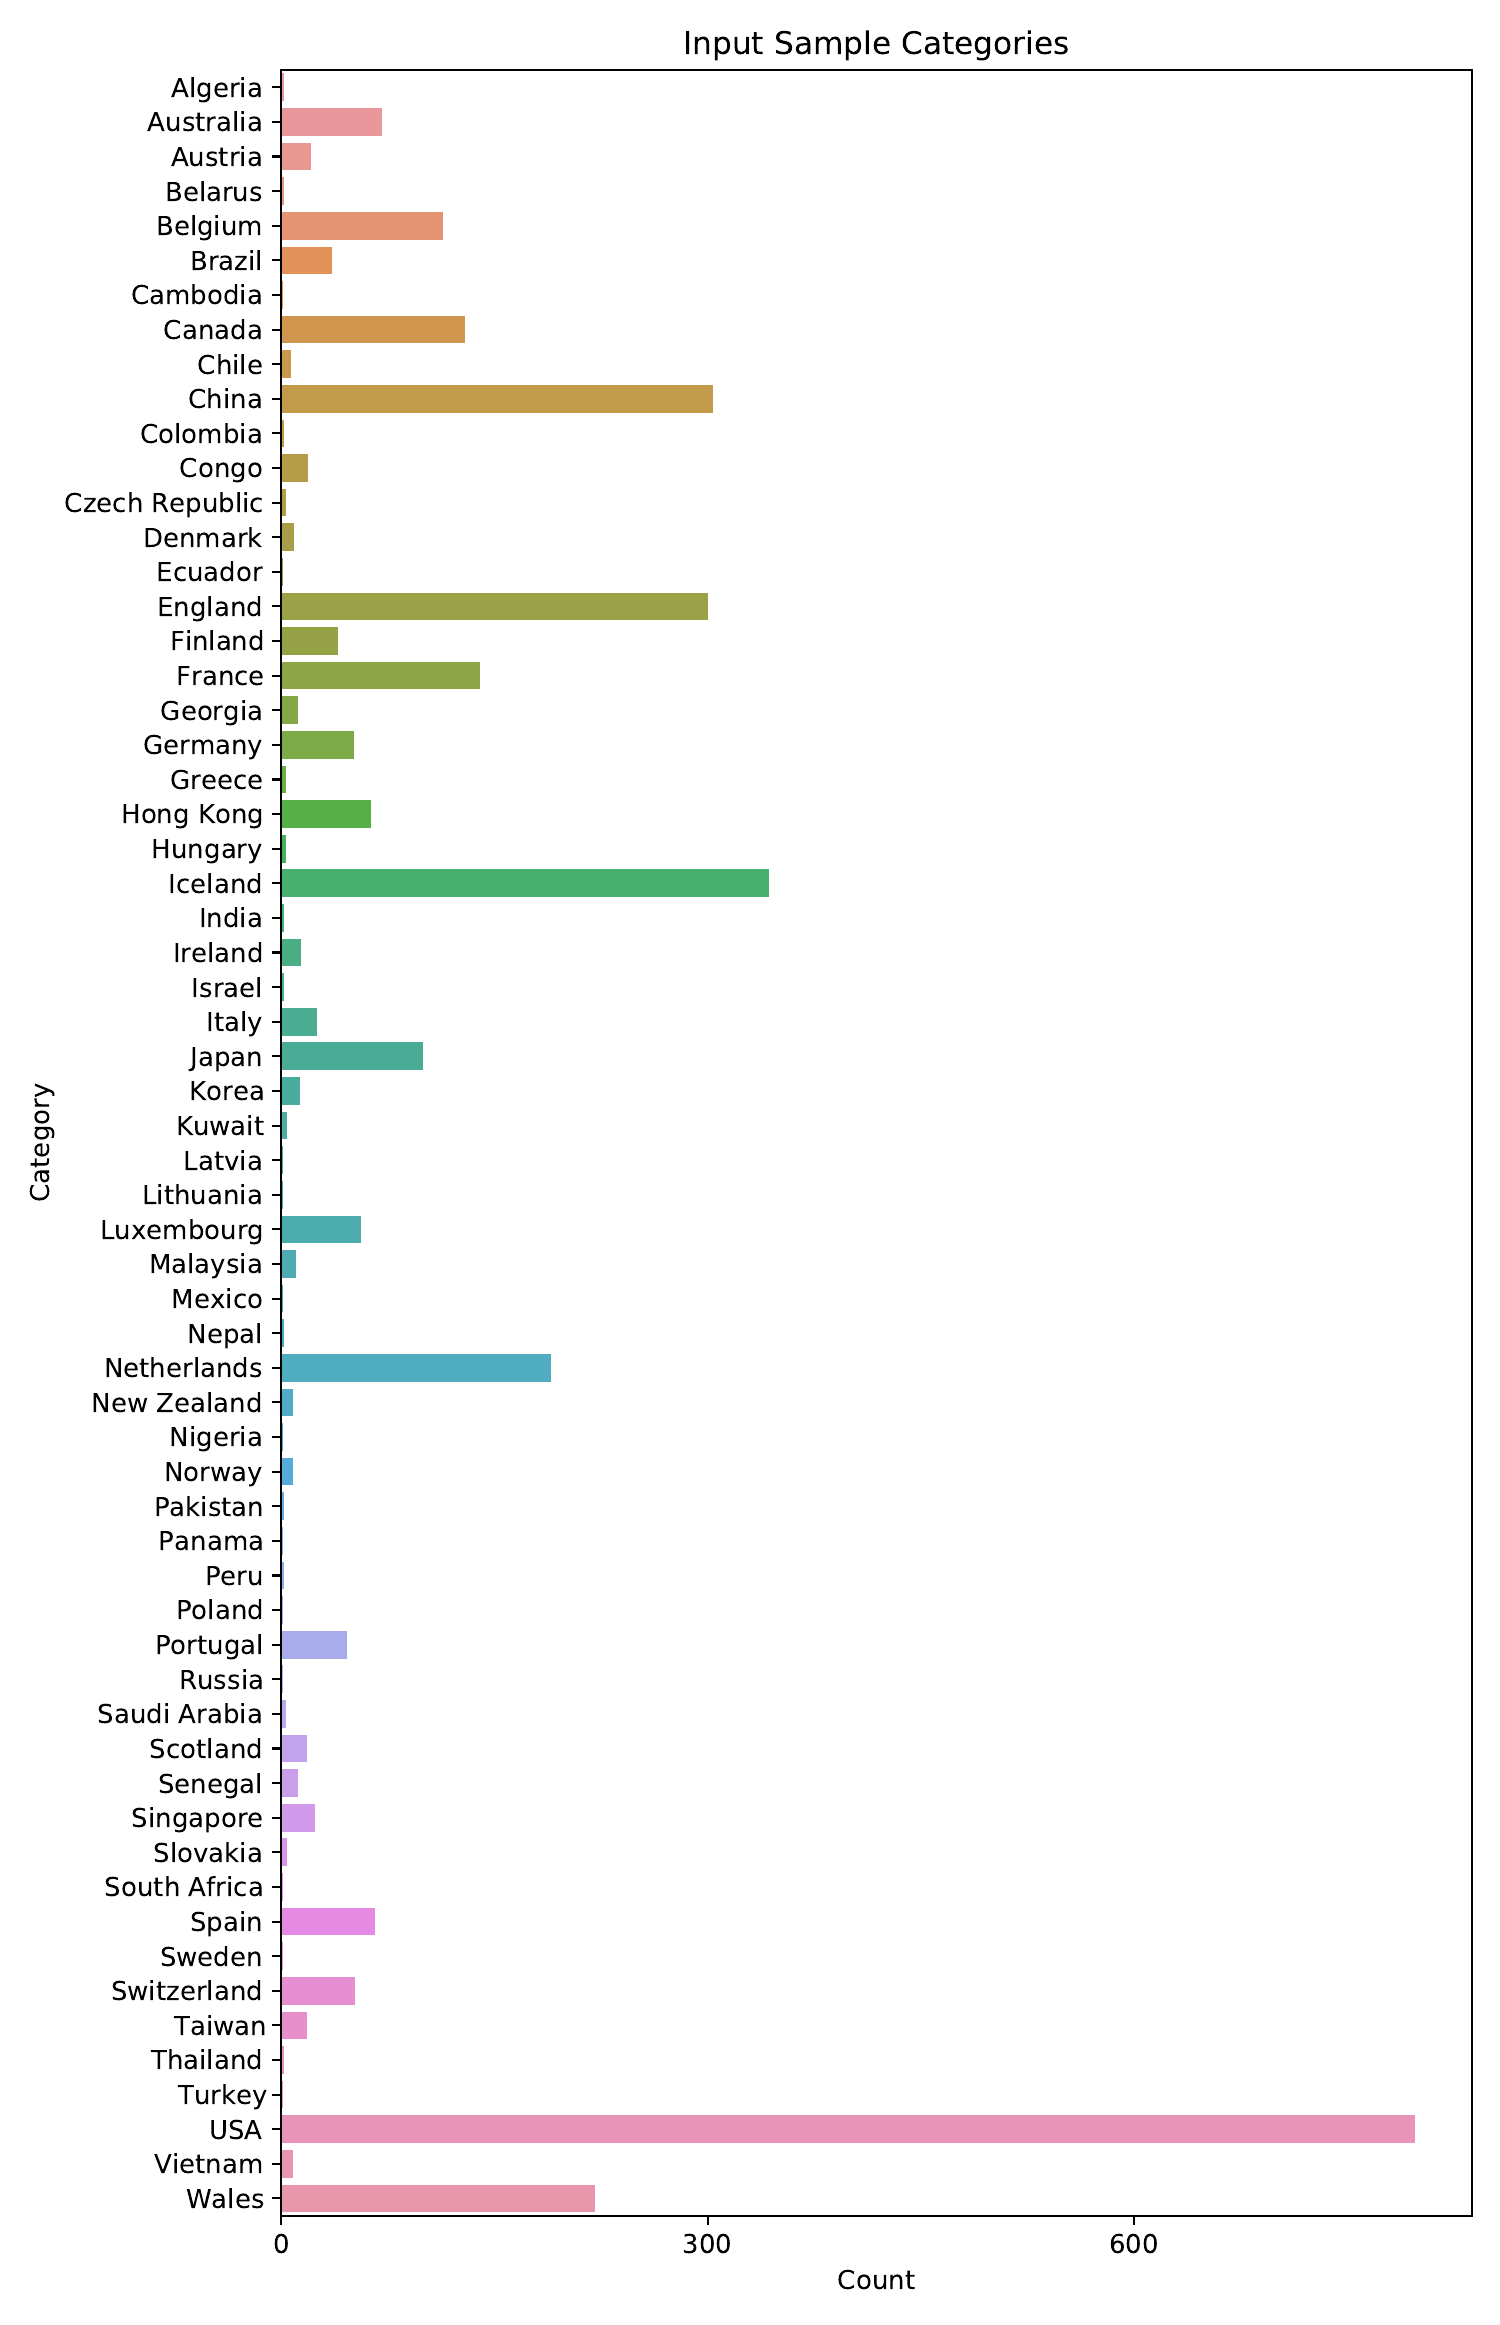 Input Sample Categories
Algeria
Australia
Austria
Belarus
Belgium
Brazil
Cambodia
Canada
Chile
China
Colombia
Congo
Czech Republic
Denmark
Ecuador
England
Finland
France
Georgia
Germany
Greece
Hong Kong
Hungary
Iceland
India
Ireland
Israel
Italy
Japan
Korea
Kuwait
Latvia
Lithuania
Luxembourg
Malaysia
Mexico
Nepal
Netherlands
New Zealand
Nigeria
Norway
Pakistan
Panama
Peru
Poland
Portugal
Russia
Saudi Arabia
Scotland
Senegal
Singapore
Slovakia
South Africa
Spain
Sweden
Switzerland
Taiwan
Thailand
Turkey
USA
Vietnam
Wales
Category
0 300 600
Count